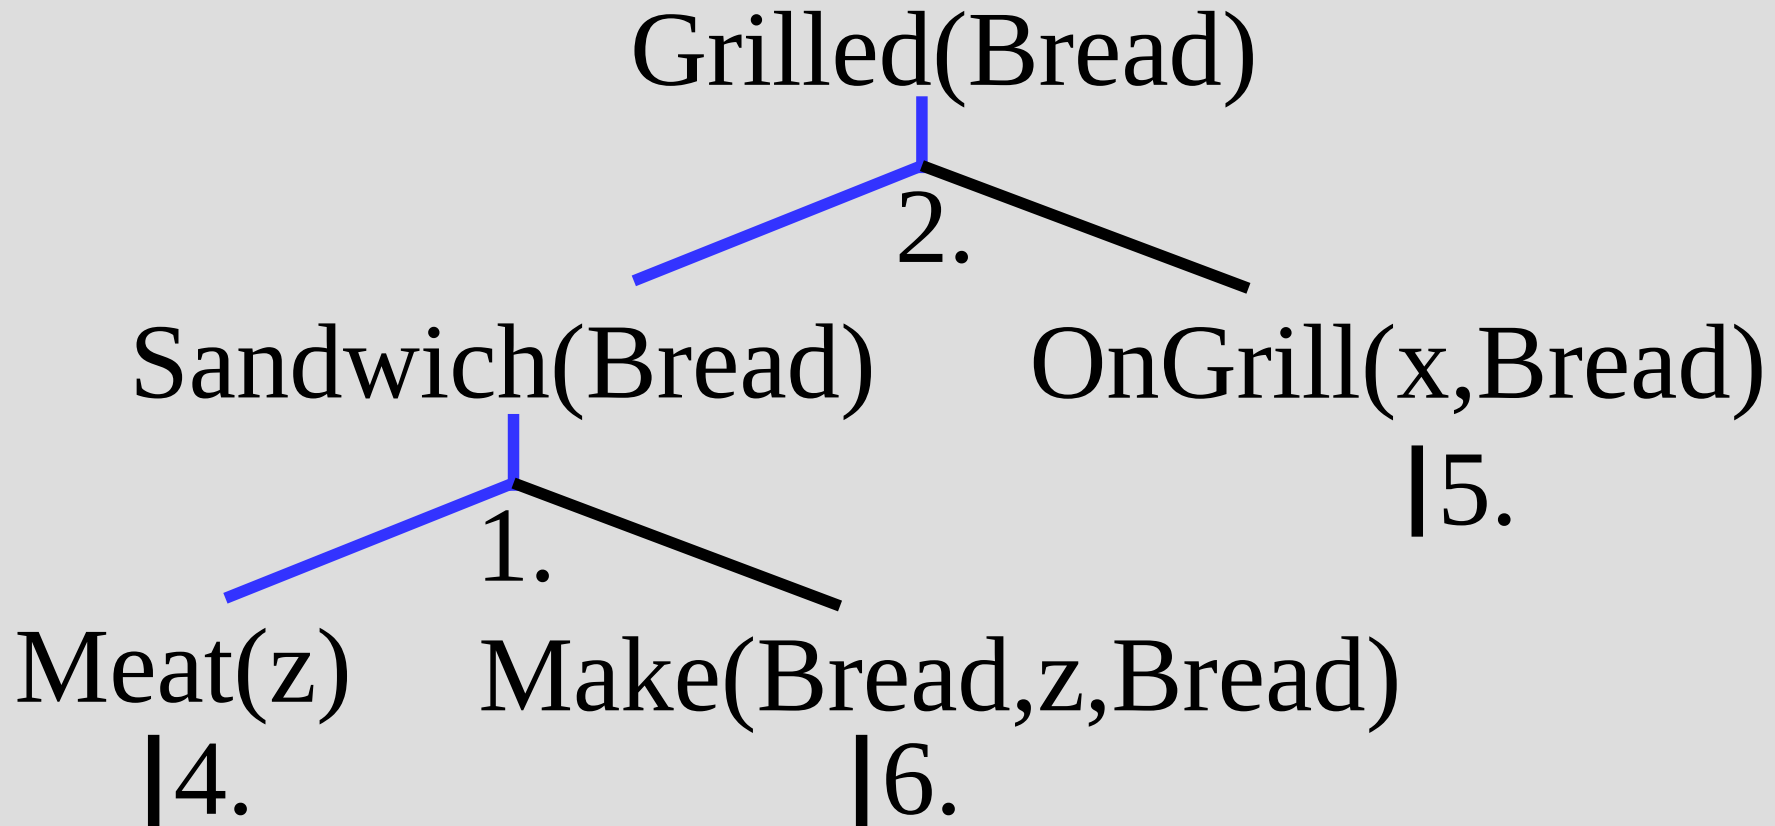 Grilled(Bread)
2.
Sandwich(Bread) OnGrill(x,Bread)
5.
1.
Meat(z) Make(Bread,z,Bread)
4. 6.